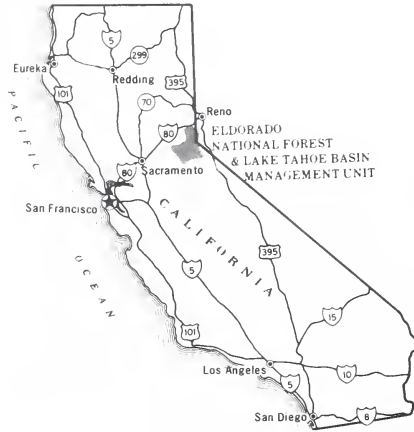 5
299
Eureka
Redding
395
101
70
Reno
80
ELDORADO
NATIONAL FOREST
& LAKE TAHOE BASIN
MANAGEMENT UNIT
PACIFIC
80
Sacramento
San Francisco
CALIFORNIA
OCEAN
395
5
15
101
Los Angeles
10
5
San Diego
8